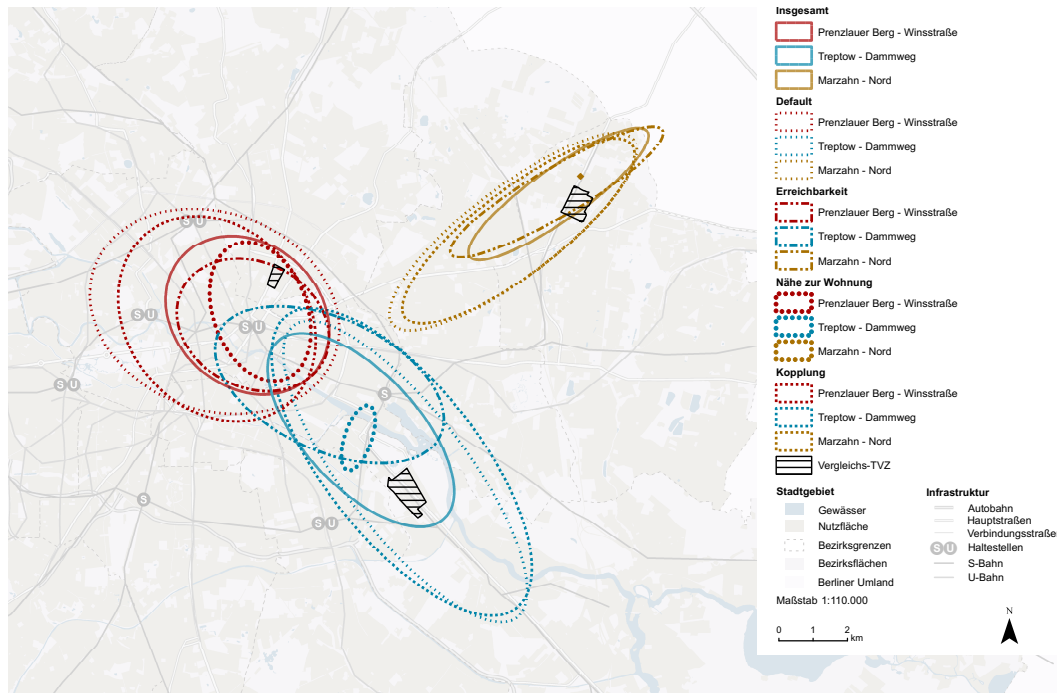 Insgesamt
Prenzlauer Berg - Winsstraße
Treptow - Dammweg
Marzahn - Nord
Default
Prenzlauer Berg - Winsstraße
Treptow - Dammweg
Marzahn - Nord
Erreichbarkeit
Prenzlauer Berg - Winsstraße
Treptow - Dammweg
Marzahn - Nord
Nähe zur Wohnung
Prenzlauer Berg - Winsstraße
Treptow - Dammweg
Marzahn - Nord
Kopplung
Prenzlauer Berg - Winsstraße
Treptow - Dammweg
Marzahn - Nord
Vergleichs-TVZ
Stadtgebiet
Gewässer
Nutzfläche
Bezirksgrenzen
Bezirksflächen
Berliner Umland
Infrastruktur
Autobahn
Hauptstraßen
Verbindungsstraße
S U Haltestellen
S-Bahn
U-Bahn
Maßstab 1:110.000
0 1 2 km
N
S U
S U
S U
S U
S
S
S U